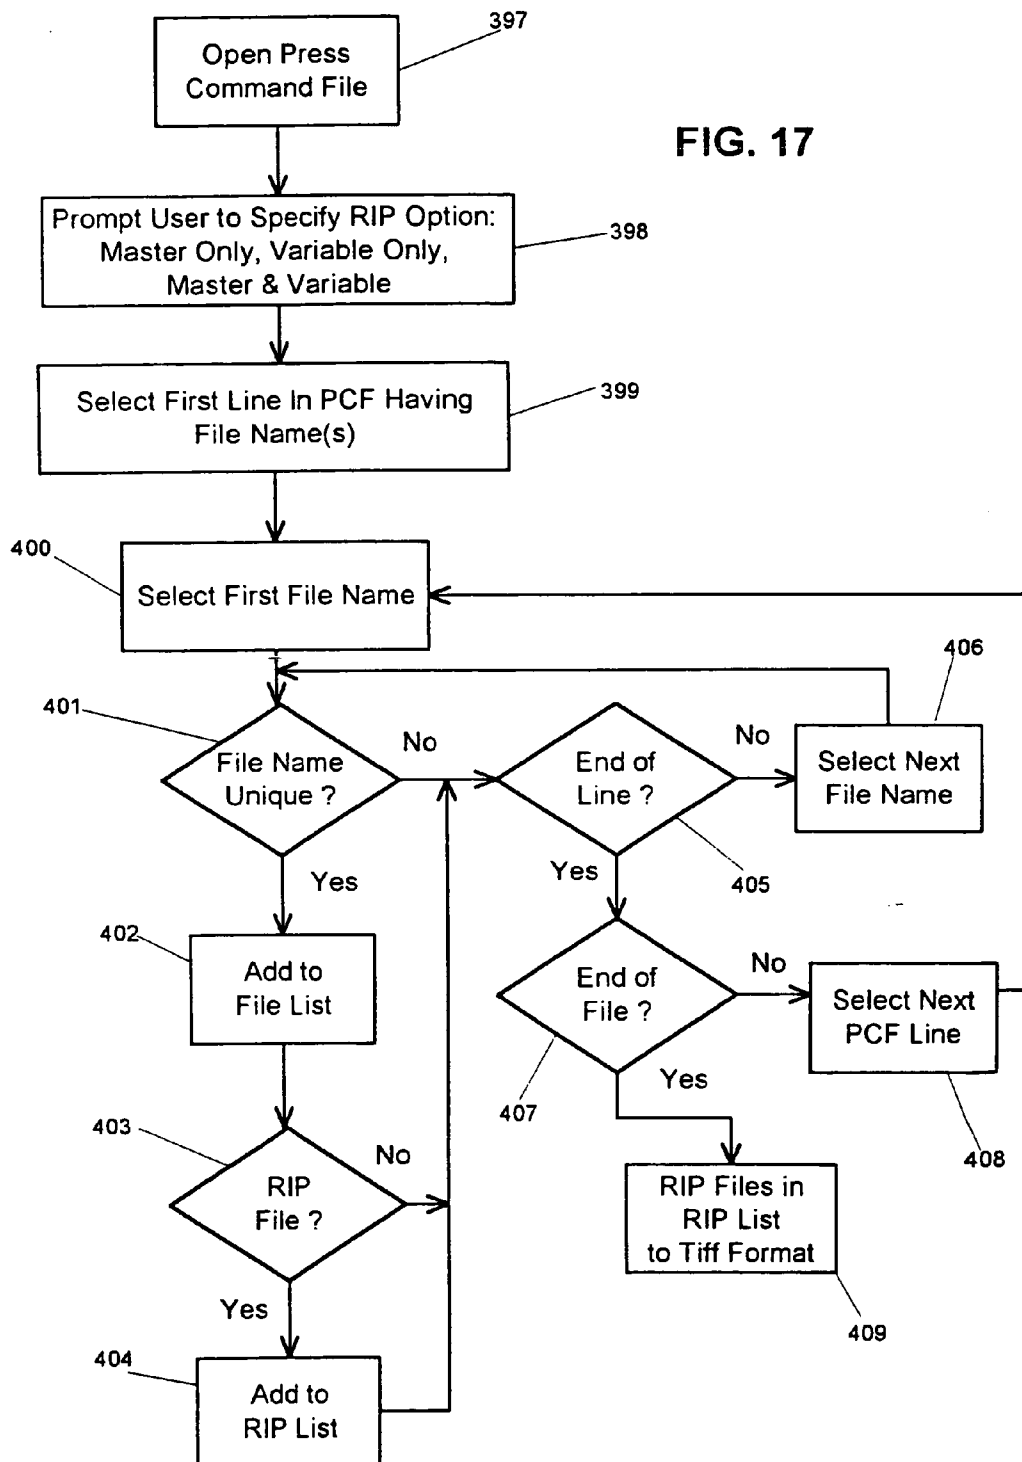 397
Open Press
Command File
FIG. 17
Prompt User to Specify RIP Option:
Master Only, Variable Only,
Master & Variable
398
Select First Line In PCF Having
File Name(s)
399
400
Select First File Name
406
401
File Name
Unique ?
No
End of
Line ?
No
Select Next
File Name
Yes
Yes
405
402
Add to
File List
End of
File ?
No
Select Next
PCF Line
407
Yes
408
403
RIP
File ?
No
RIP Files in
RIP List
to Tiff Format
Yes
409
404
Add to
RIP List